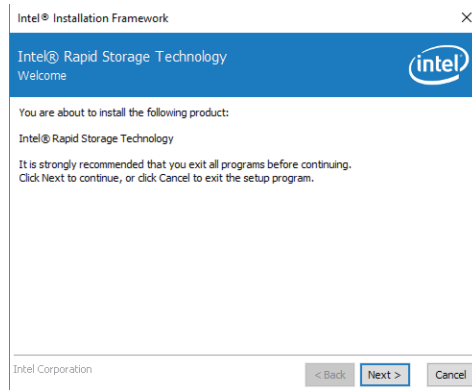 Intel® Installation Framework
Intel® Rapid Storage Technology
Welcome
intel
You are about to install the following product:
Intel® Rapid Storage Technology
It is strongly recommended that you exit all programs before continuing.
Click Next to continue, or click Cancel to exit the setup program.
Intel Corporation
< Back Next > Cancel